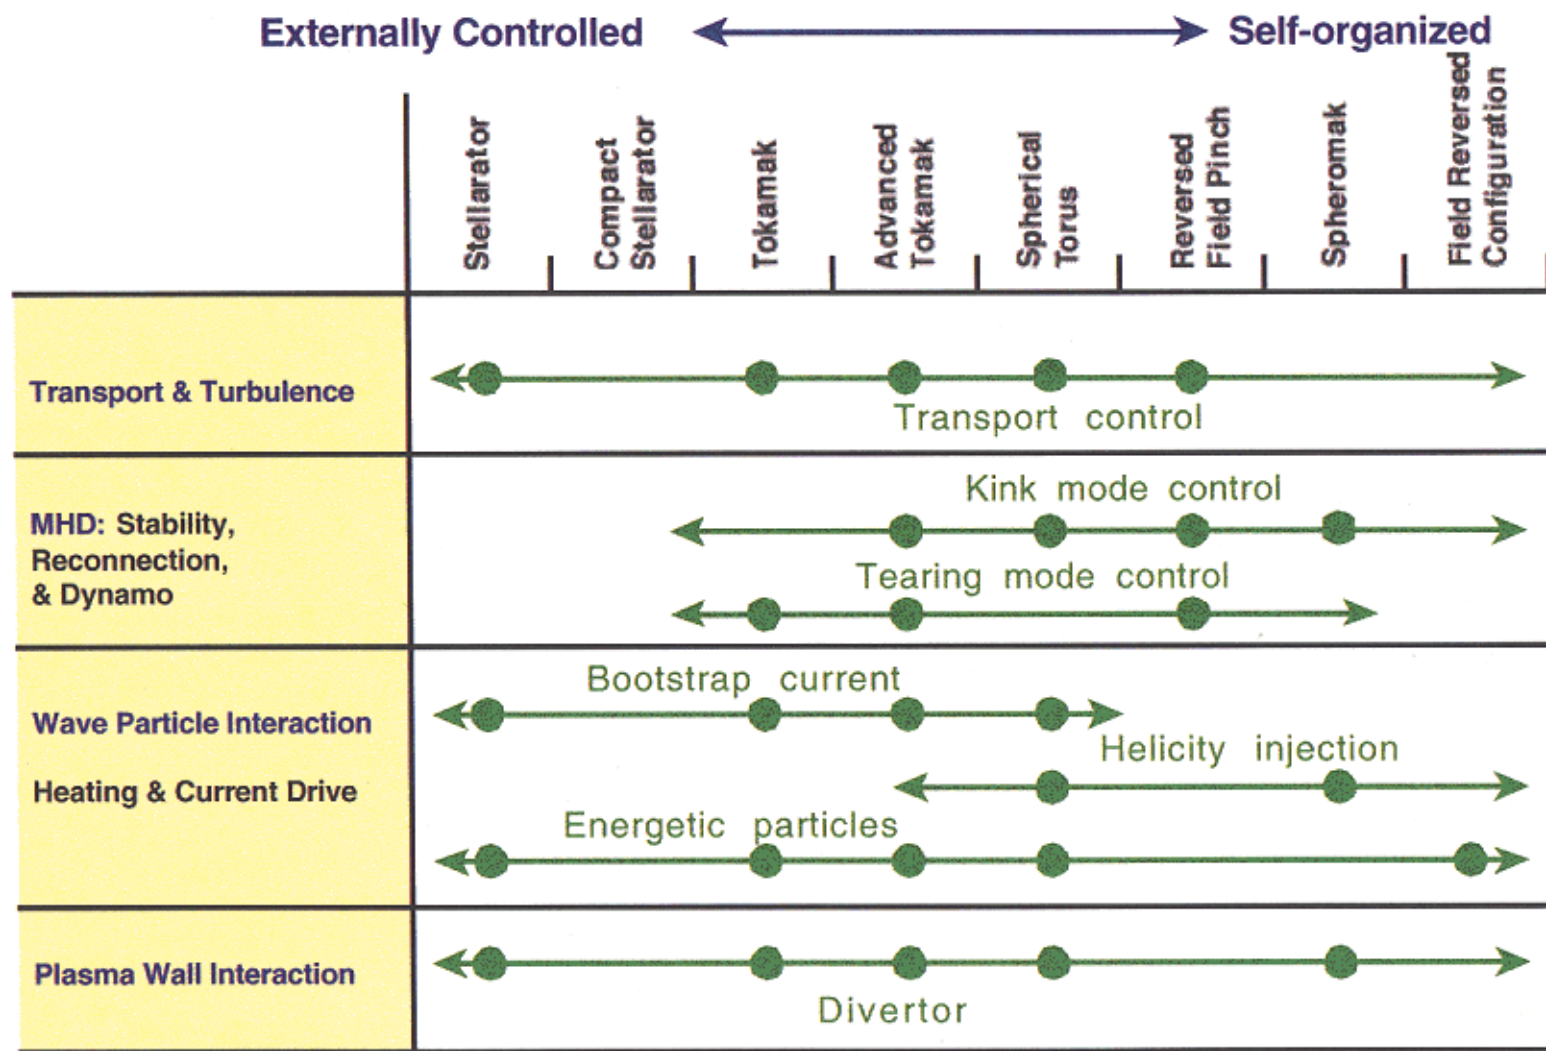 Externally Controlled
Self-organized
Stellarator
Compact
Stellarator
Tokamak
Advanced
Tokamak
Spherical
Torus
Reversed
Field Pinch
Spheromak
Field Reversed
Configuration
Transport & Turbulence
Transport control
MHD: Stability,
Reconnection,
& Dynamo
Kink mode control
Tearing mode control
Wave Particle Interaction
Heating & Current Drive
Bootstrap current
Helicity injection
Energetic particles
Plasma Wall Interaction
Divertor